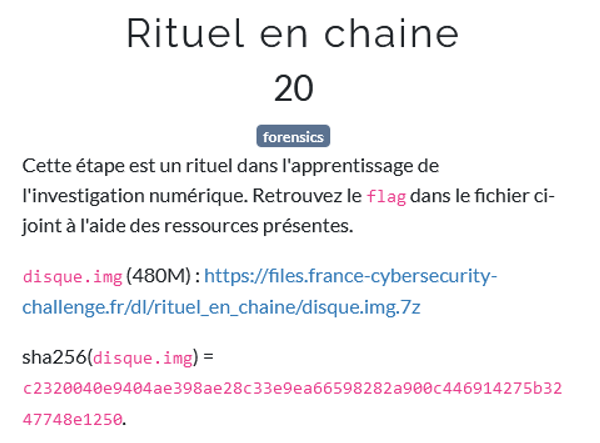 Rituel en chaine
20
forensics
Cette étape est un rituel dans l'apprentissage de
l'investigation numérique. Retrouvez le flag dans le fichier ci-
joint à l'aide des ressources présentes.
disque.img (480M) : https://files.france-cybersecurity-
challenge.fr/dl/rituel_en_chaine/disque.img.7z
sha256(disque.img) =
c2320040e9404ae398ae28c33e9ea66598282a900c446914275b32
47748e1250.